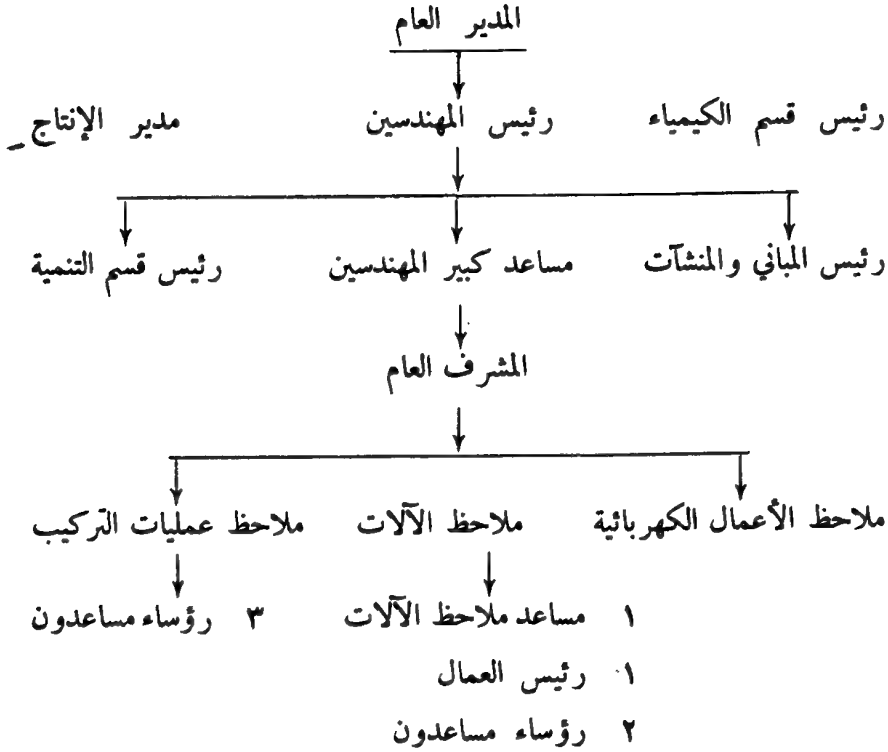 المدير العام
رئيس قسم الكيمياء رئيس المهندسين مدير الإنتاج
رئيس المباني والمنشآت مساعد كبير المهندسين رئيس قسم التنمية
المشرف العام
ملاحظ الأعمال الكهربائية ملاحظ الآلات ملاحظ عمليات التركيب
١ مساعد ملاحظ الآلات ٣ رؤساء مساعدون
١ رئيس العمال
٢ رؤساء مساعدون